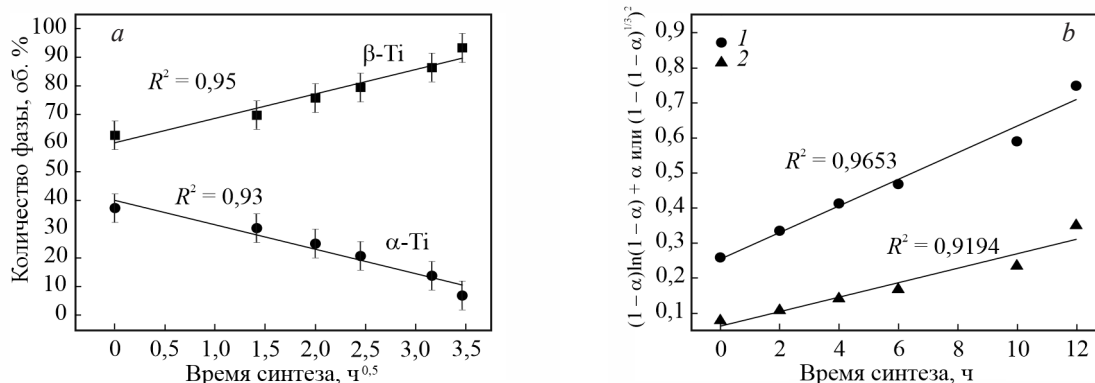 a
Количество фазы, об. %
100
90
80
70
60
50
40
30
20
10
0
β-Ti
R² = 0,95
R² = 0,93
α-Ti
0 0,5 1,0 1,5 2,0 2,5 3,0 3,5
Время синтеза, ч^0,5
b
(1 – α)ln(1 – α) + α или (1 – (1 – α)^1/3)²
0,9
0,8
0,7
0,6
0,5
0,4
0,3
0,2
0,1
1
2
R² = 0,9653
R² = 0,9194
0 2 4 6 8 10 12
Время синтеза, ч